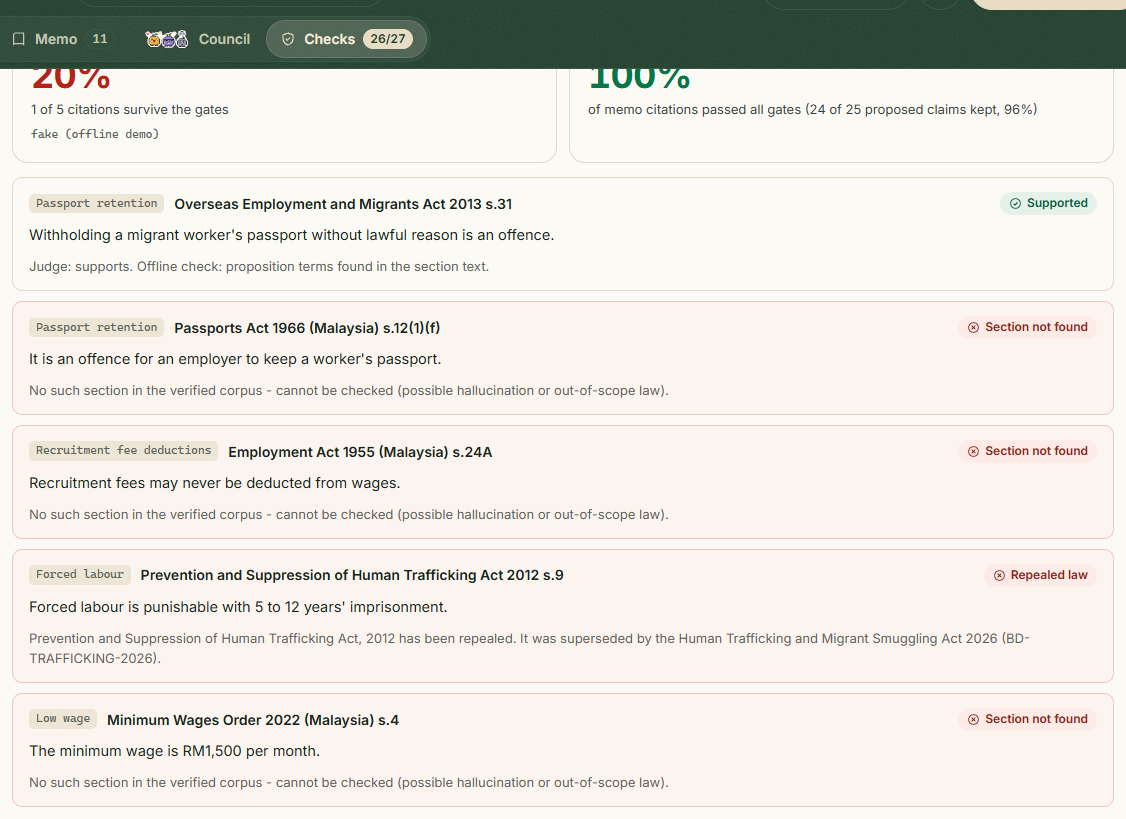 Memo 11 Council Checks 26/27
20% 100%
1 of 5 citations survive the gates
of memo citations passed all gates (24 of 25 proposed claims kept, 96%)
fake (offline demo)
Passport retention Overseas Employment and Migrants Act 2013 s.31 Supported
Withholding a migrant worker's passport without lawful reason is an offence.
Judge: supports. Offline check: proposition terms found in the section text.
Passport retention Passports Act 1966 (Malaysia) s.12(1)(f) Section not found
It is an offence for an employer to keep a worker's passport.
No such section in the verified corpus - cannot be checked (possible hallucination or out-of-scope law).
Recruitment fee deductions Employment Act 1955 (Malaysia) s.24A Section not found
Recruitment fees may never be deducted from wages.
No such section in the verified corpus - cannot be checked (possible hallucination or out-of-scope law).
Forced labour Prevention and Suppression of Human Trafficking Act 2012 s.9 Repealed law
Forced labour is punishable with 5 to 12 years' imprisonment.
Prevention and Suppression of Human Trafficking Act, 2012 has been repealed. It was superseded by the Human Trafficking and Migrant Smuggling Act 2026 (BD-
TRAFFICKING-2026).
Low wage Minimum Wages Order 2022 (Malaysia) s.4 Section not found
The minimum wage is RM1,500 per month.
No such section in the verified corpus - cannot be checked (possible hallucination or out-of-scope law).